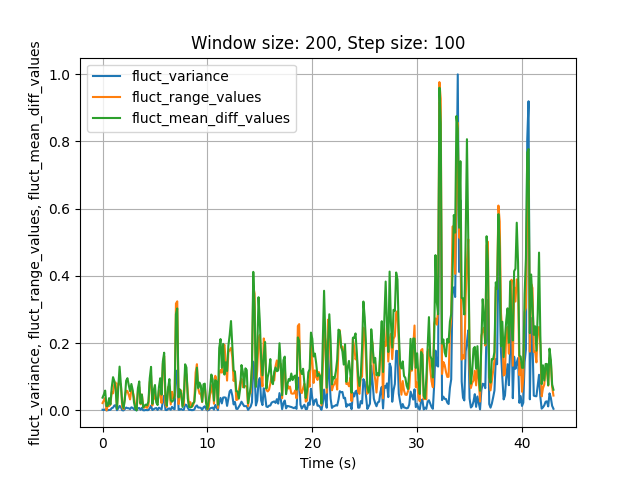 Window size: 200, Step size: 100
fluct_variance, fluct_range_values, fluct_mean_diff_values
1.0
0.8
0.6
0.4
0.2
0.0
fluct_variance
fluct_range_values
fluct_mean_diff_values
0
10
20
30
40
Time (s)